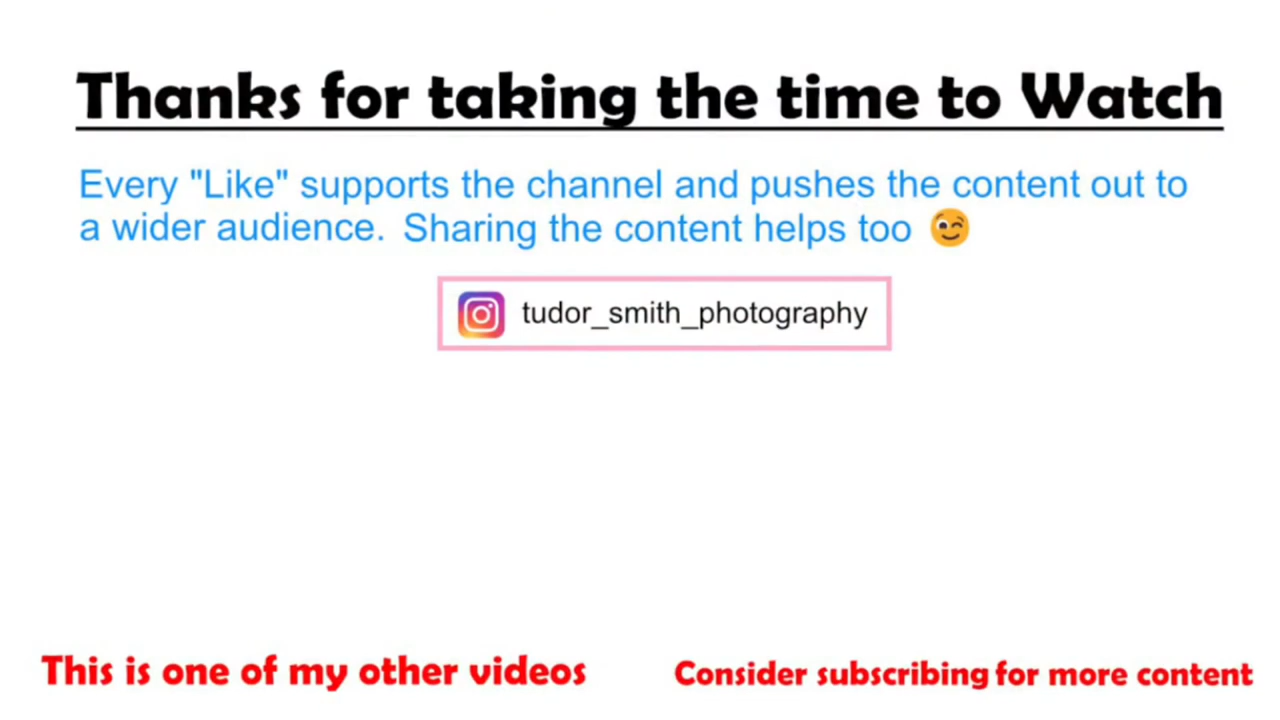 Thanks for taking the time to Watch
Every "Like" supports the channel and pushes the content out to
a wider audience. Sharing the content helps too 😉
tudor_smith_photography
This is one of my other videos
Consider subscribing for more content